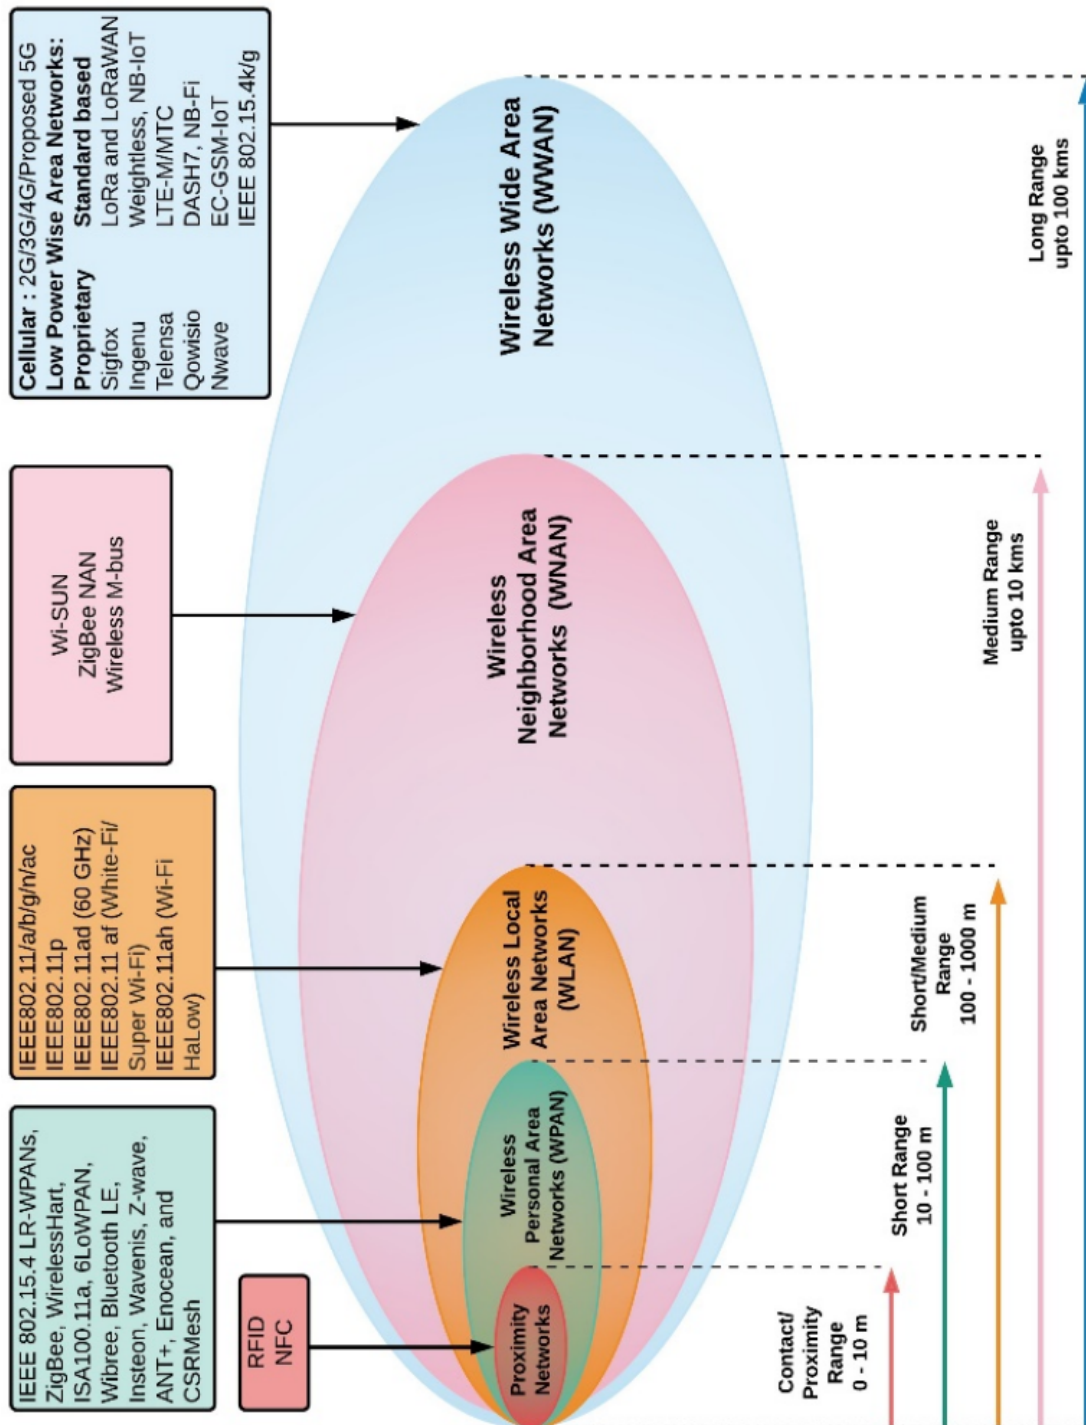 IEEE 802.15.4 LR-WPANs,
ZigBee, WirelessHart,
ISA100.11a, 6LoWPAN,
Wibree, Bluetooth LE,
Insteon, Wavenis, Z-wave,
ANT+, Enocean, and
CSRMesh
IEEE802.11/a/b/g/n/ac
IEEE802.11p
IEEE802.11ad (60 GHz)
IEEE802.11 af (White-Fi/
Super Wi-Fi)
IEEE802.11ah (Wi-Fi
HaLow)
Wi-SUN
ZigBee NAN
Wireless M-bus
Cellular : 2G/3G/4G/Proposed 5G
Low Power Wise Area Networks:
Proprietary Standard based
Sigfox LoRa and LoRaWAN
Ingenu Weightless, NB-IoT
Telensa LTE-M/MTC
Qowisio DASH7, NB-Fi
Nwave EC-GSM-IoT
IEEE 802.15.4k/g
RFID
NFC
Proximity
Networks
Wireless
Personal Area
Networks (WPAN)
Wireless Local
Area Networks
(WLAN)
Wireless
Neighborhood Area
Networks (WNAN)
Wireless Wide Area
Networks (WWAN)
Contact/
Proximity
Range
0 - 10 m
Short Range
10 - 100 m
Short/Medium
Range
100 - 1000 m
Medium Range
upto 10 kms
Long Range
upto 100 kms